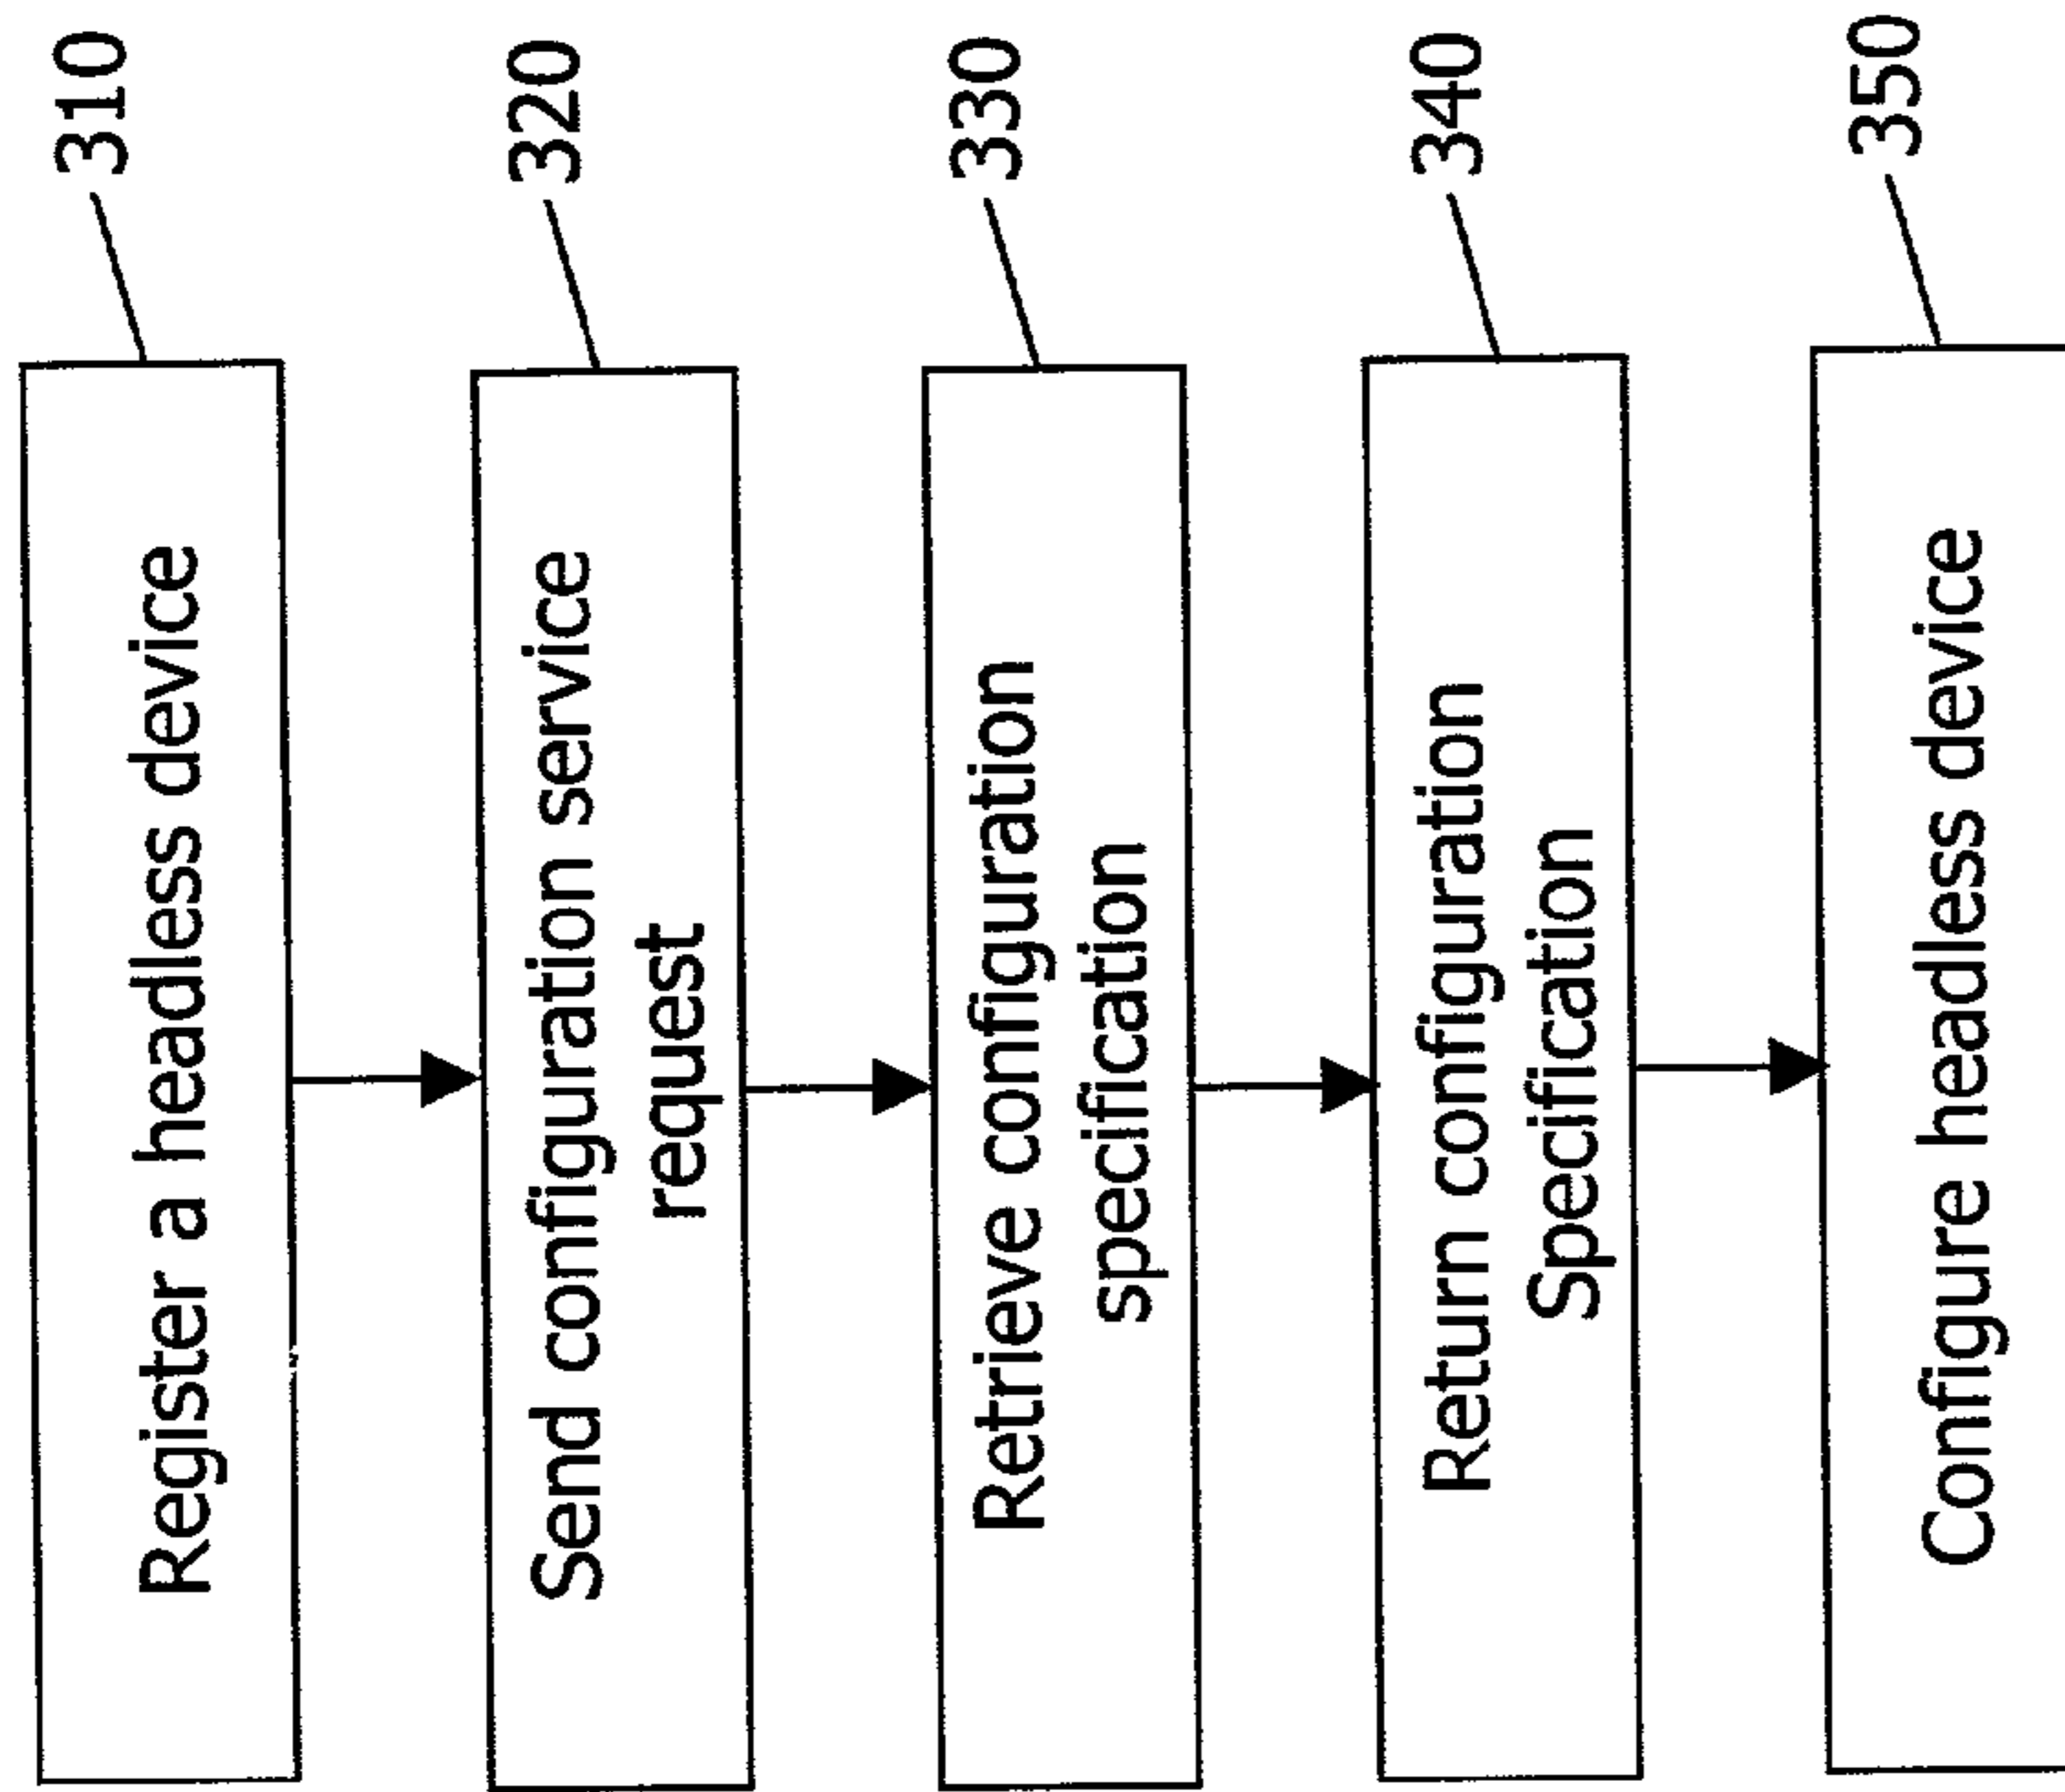 310
Register a headless device
320
Send configuration service
request
330
Retrieve configuration
specification
340
Return configuration
Specification
350
Configure headless device